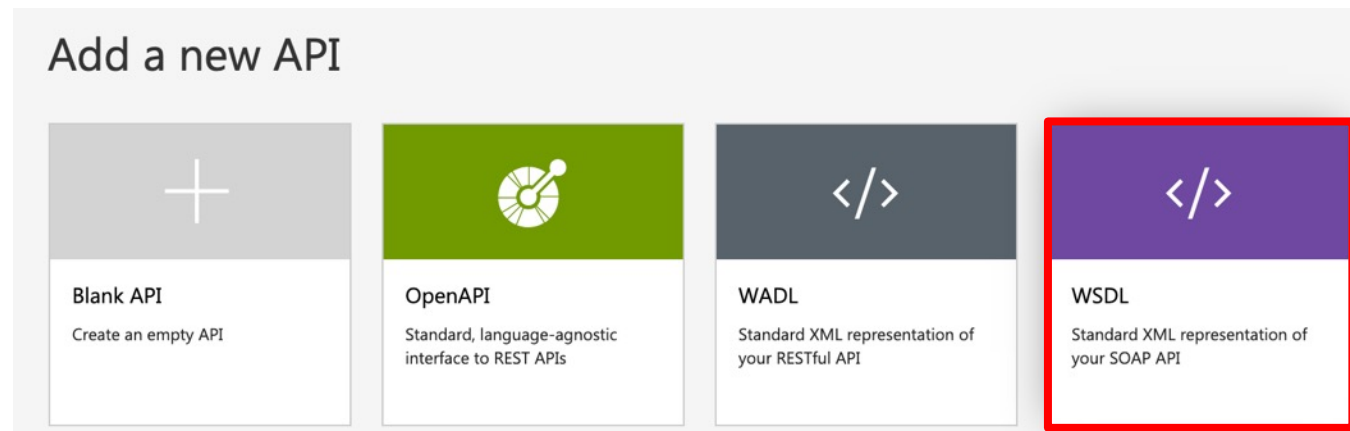 Add a new API
</>
</>
Blank API
Create an empty API
OpenAPI
Standard, language-agnostic
interface to REST APIs
WADL
Standard XML representation of
your RESTful API
WSDL
Standard XML representation of
your SOAP API